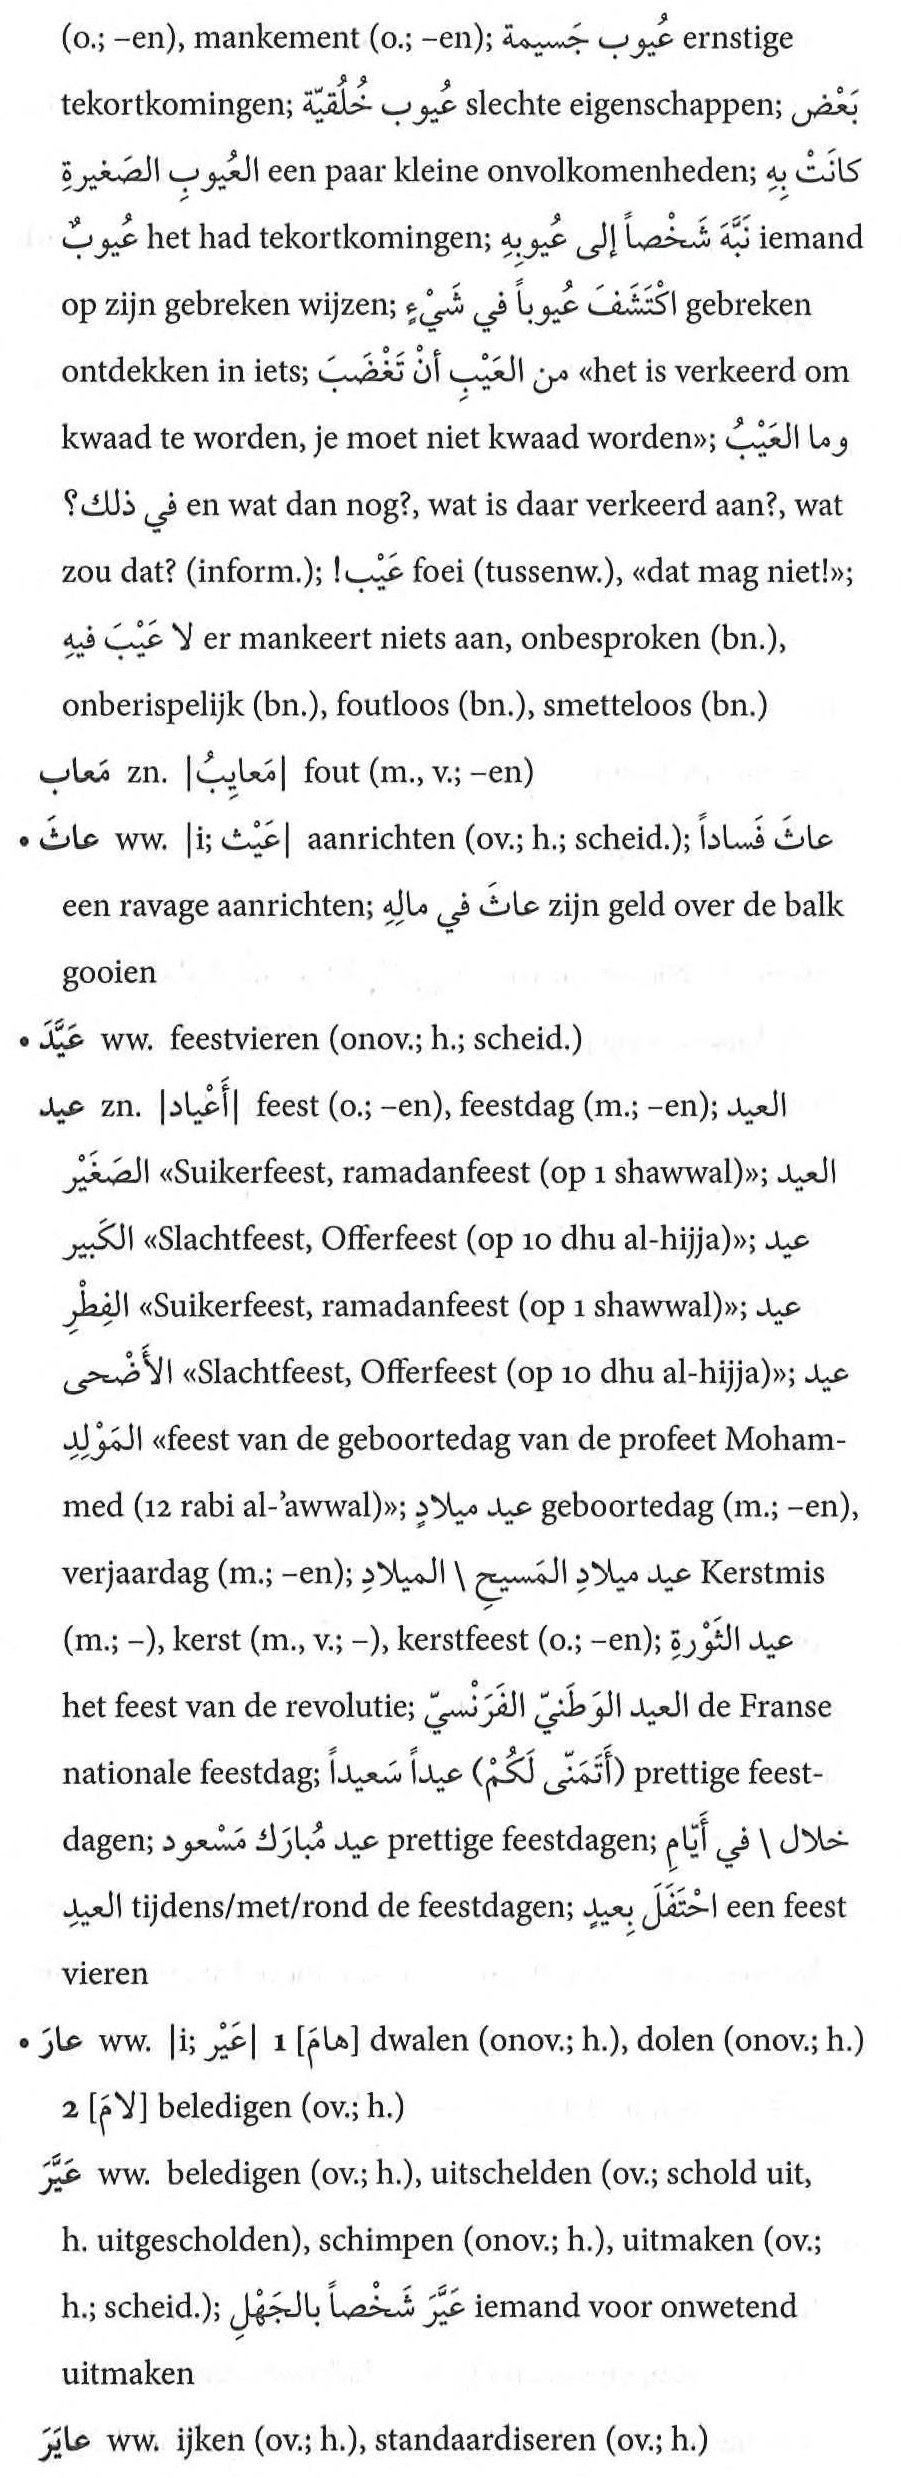 (o.; –en), mankement (o.; –en); عُيوب جَسيمة ernstige
tekortkomingen; عُيوب خُلُقيّة slechte eigenschappen; بَعْض
العُيوبِ الصَغيرةِ een paar kleine onvolkomenheden; كانَتْ بِهِ
عُيوبٌ het had tekortkomingen; نَبَّهَ شَخْصاً إلى عُيوبِهِ iemand
op zijn gebreken wijzen; اكْتَشَفَ عُيوباً في شَيْءٍ gebreken
ontdekken in iets; من العَيْبِ أنْ تَغْضَبَ «het is verkeerd om
kwaad te worden, je moet niet kwaad worden»; وما العَيْبُ
في ذلك؟ en wat dan nog?, wat is daar verkeerd aan?, wat
zou dat? (inform.); عَيْب! foei (tussenw.), «dat mag niet!»;
لا عَيْبَ فيهِ er mankeert niets aan, onbesproken (bn.),
onberispelijk (bn.), foutloos (bn.), smetteloos (bn.)
مَعاب zn. |مَعايِبُ| fout (m., v.; –en)
• عاثَ ww. |i; عَيْث| aanrichten (ov.; h.; scheid.); عاثَ فَساداً
een ravage aanrichten; عاثَ في مالِهِ zijn geld over de balk
gooien
• عَيَّدَ ww. feestvieren (onov.; h.; scheid.)
عيد zn. |أَعْياد| feest (o.; –en), feestdag (m.; –en); العيد
الصَغَيْر «Suikerfeest, ramadanfeest (op 1 shawwal)»; العيد
الكَبير «Slachtfeest, Offerfeest (op 10 dhu al-hijja)»; عيد
الفِطْرِ «Suikerfeest, ramadanfeest (op 1 shawwal)»; عيد
الأَضْحى «Slachtfeest, Offerfeest (op 10 dhu al-hijja)»; عيد
المَوْلِدِ «feest van de geboortedag van de profeet Moham-
med (12 rabi al-’awwal)»; عيد ميلادٍ geboortedag (m.; –en),
verjaardag (m.; –en); عيد ميلادِ المَسيحِ \ الميلادِ Kerstmis
(m.; –), kerst (m., v.; –), kerstfeest (o.; –en); عيد الثَوْرةِ
het feest van de revolutie; العيد الوَطَنيّ الفَرَنْسيّ de Franse
nationale feestdag; (أَتَمَنّى لَكُمْ) عيداً سَعيداً prettige feest-
dagen; عيد مُبارَك مَسْعود prettige feestdagen; خلال \ في أَيّامِ
العيدِ tijdens/met/rond de feestdagen; احْتَفَلَ بِعيدٍ een feest
vieren
• عارَ ww. |i; عَيْر| 1 [هامَ] dwalen (onov.; h.), dolen (onov.; h.)
2 [لامَ] beledigen (ov.; h.)
عَيَّرَ ww. beledigen (ov.; h.), uitschelden (ov.; schold uit,
h. uitgescholden), schimpen (onov.; h.), uitmaken (ov.;
h.; scheid.); عَيَّرَ شَخْصاً بالجَهْلِ iemand voor onwetend
uitmaken
عايَرَ ww. ijken (ov.; h.), standaardiseren (ov.; h.)